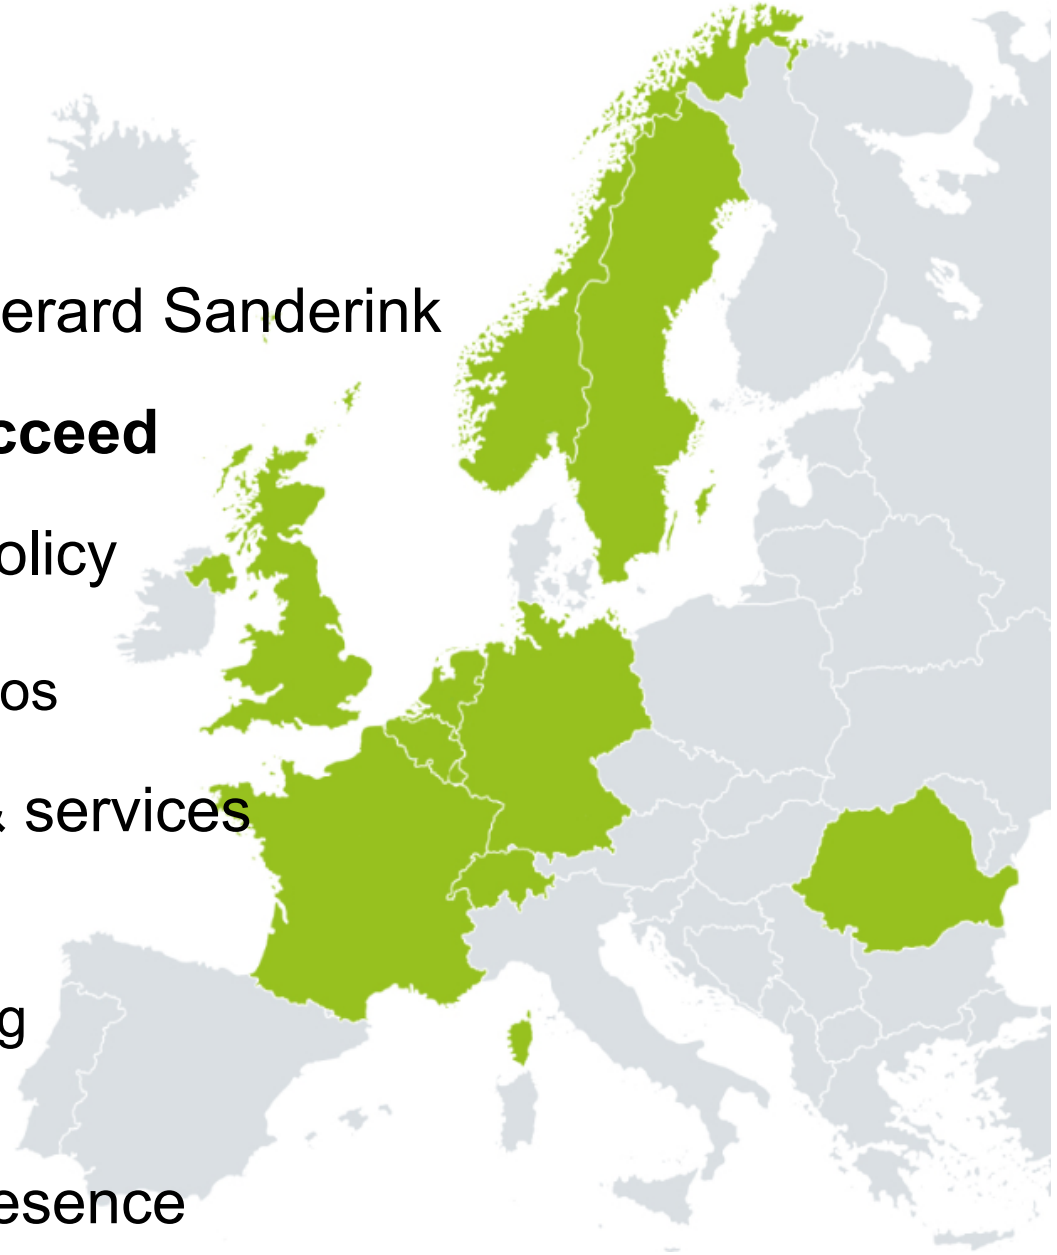 erard Sanderink
cceed
olicy
os
& services
g
esence